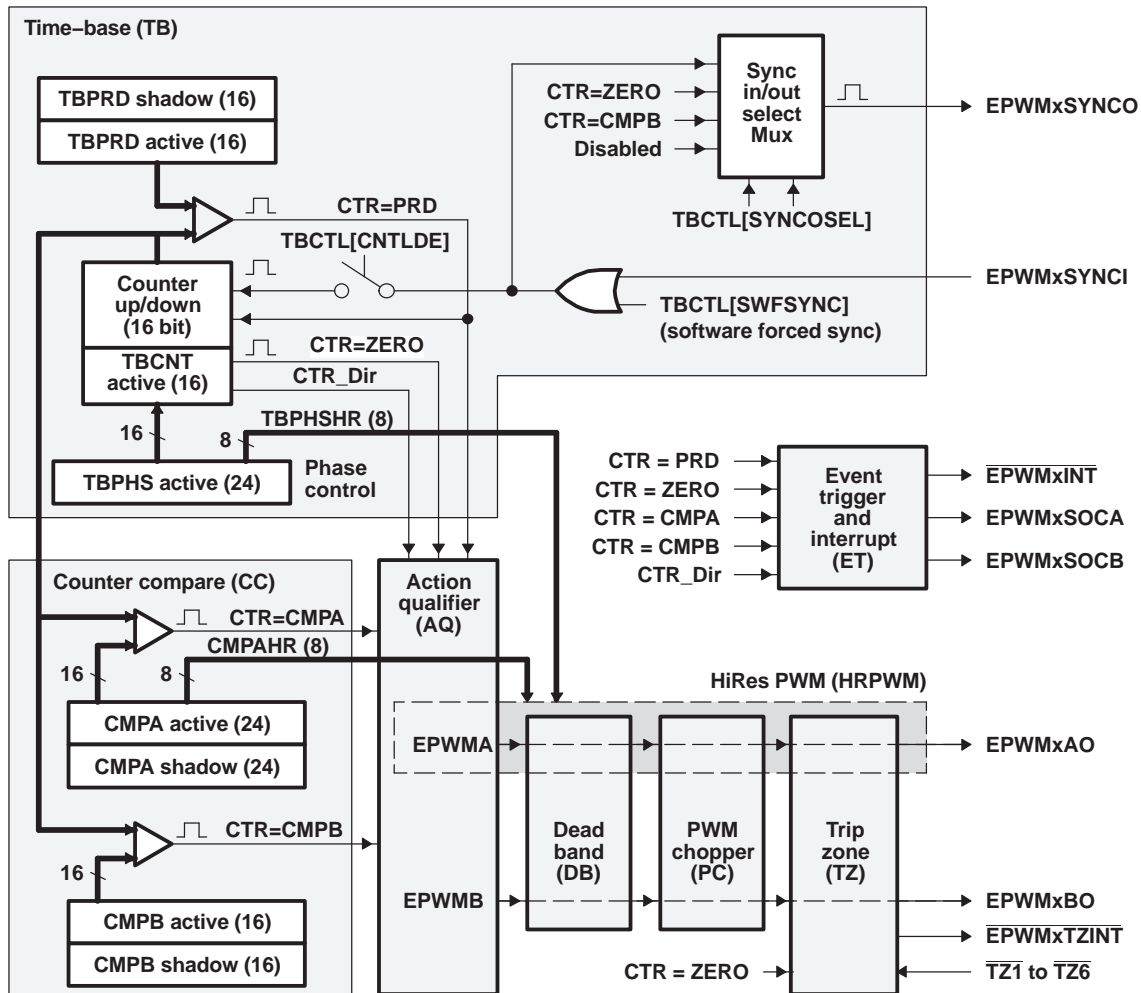 Time–base (TB)
TBPRD shadow (16)
TBPRD active (16)
CTR=ZERO
CTR=CMPB
Disabled
Sync
in/out
select
Mux
EPWMxSYNCO
TBCTL[SYNCOSEL]
CTR=PRD
TBCTL[CNTLDE]
Counter
up/down
(16 bit)
TBCNT
active (16)
EPWMxSYNCI
TBCTL[SWFSYNC]
(software forced sync)
CTR=ZERO
CTR_Dir
16
8
TBPHSHR (8)
TBPHS active (24)
Phase
control
CTR = PRD
CTR = ZERO
CTR = CMPA
CTR = CMPB
CTR_Dir
Event
trigger
and
interrupt
(ET)
EPWMxINT
EPWMxSOCA
EPWMxSOCB
Counter compare (CC)
Action
qualifier
(AQ)
CTR=CMPA
CMPAHR (8)
16
8
CMPA active (24)
CMPA shadow (24)
HiRes PWM (HRPWM)
EPWMA
EPWMxAO
CTR=CMPB
16
CMPB active (16)
CMPB shadow (16)
Dead
band
(DB)
PWM
chopper
(PC)
Trip
zone
(TZ)
EPWMB
EPWMxBO
EPWMxTZINT
CTR = ZERO
TZ1 to TZ6